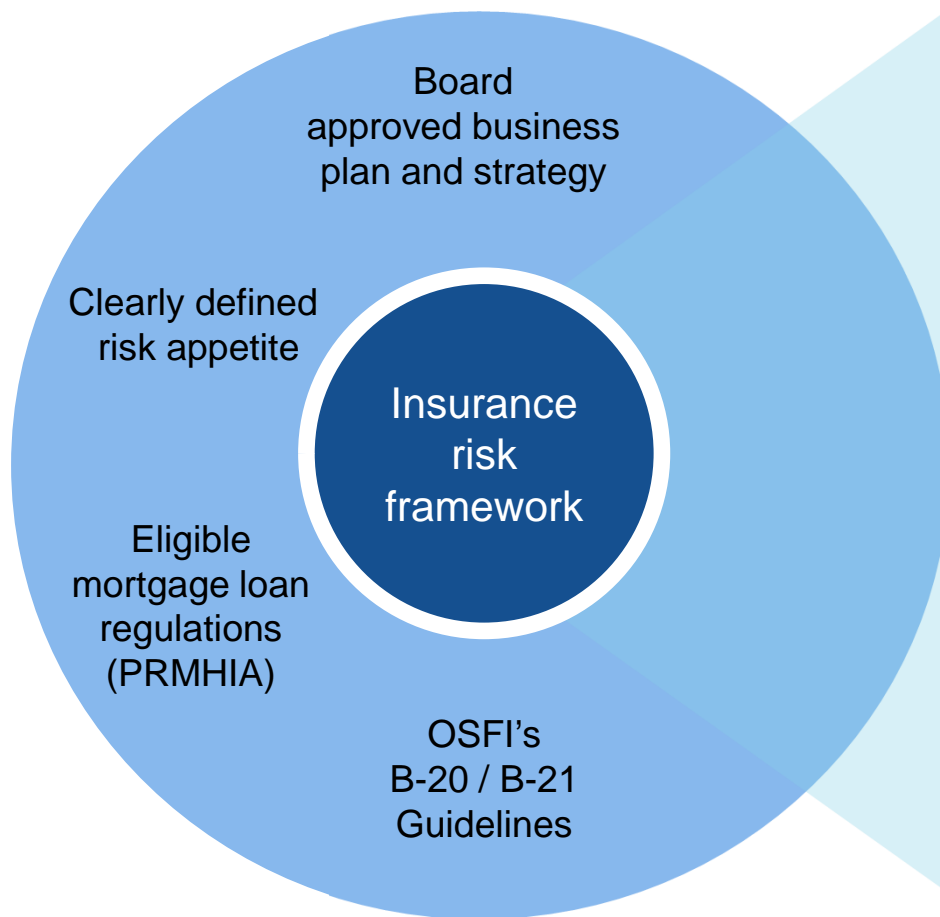 Board
approved business
plan and strategy
Clearly defined
risk appetite
Insurance
risk
framework
Eligible
mortgage loan
regulations
(PRMHIA)
OSFI's
B-20 / B-21
Guidelines